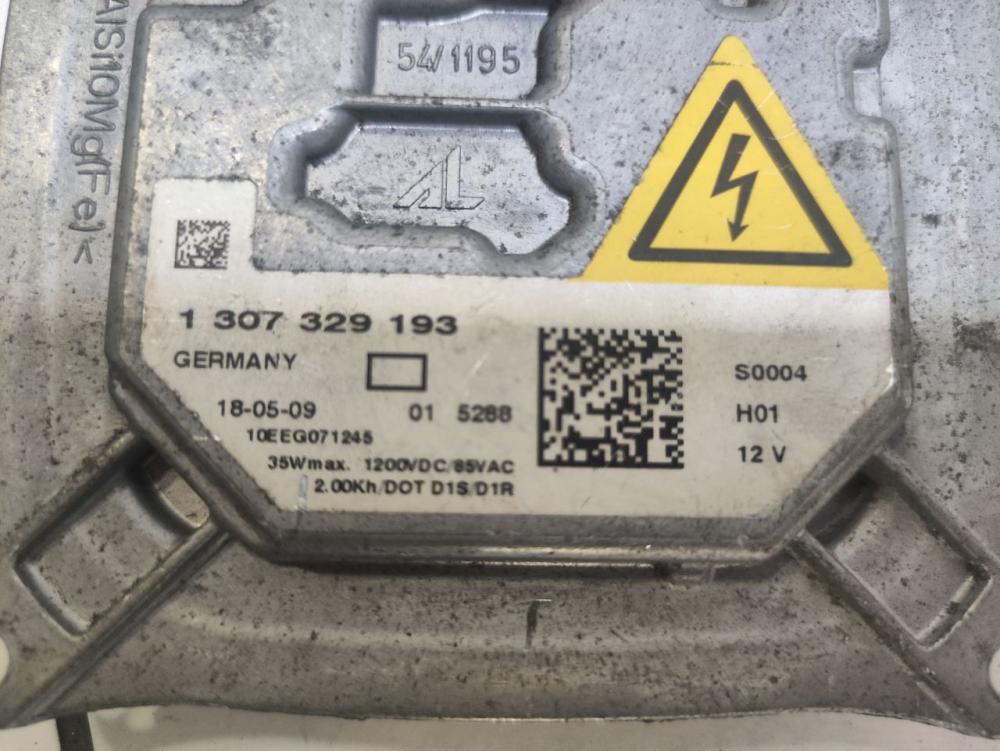 AlSi10Mg(Fe)<
54/1195
AL
1 307 329 193
GERMANY
18-05-09 01 5288
10EEG071245
35Wmax. 1200VDC/85VAC
2.00Kh/DOT D1S/D1R
S0004
H01
12 V